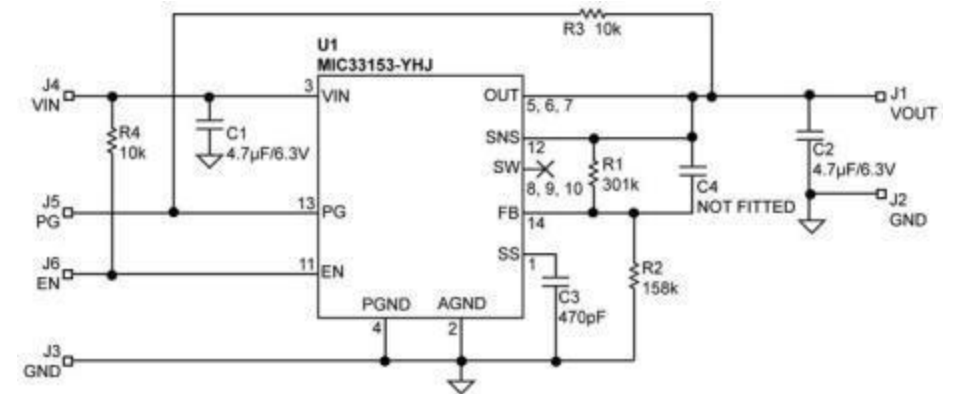 R3 10k
U1
MIC33153-YHJ
J4
VIN
3
VIN
OUT
5, 6, 7
J1
VOUT
R4
10k
C1
4.7µF/6.3V
SNS
12
SW
8, 9, 10
R1
301k
C4
NOT FITTED
C2
4.7µF/6.3V
J5
PG
13
PG
FB
14
J2
GND
J6
EN
11
EN
SS
1
R2
158k
C3
470pF
PGND
AGND
4
2
J3
GND